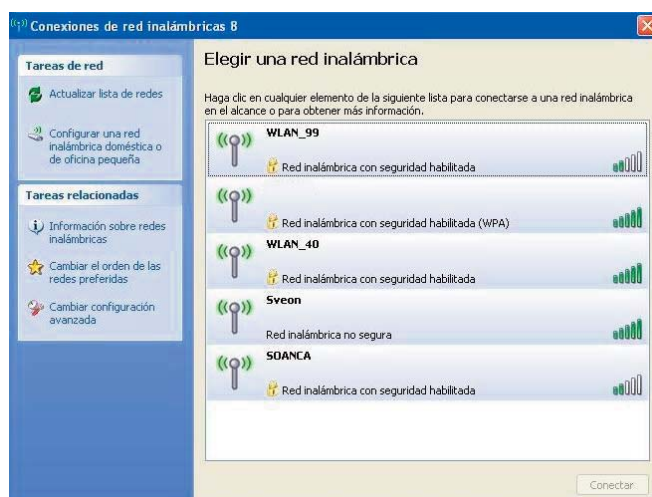 Conexiones de red inalámbricas 8
Tareas de red
Actualizar lista de redes
Configurar una red
inalámbrica doméstica o
de oficina pequeña
Tareas relacionadas
Información sobre redes
inalámbricas
Cambiar el orden de las
redes preferidas
Cambiar configuración
avanzada
Elegir una red inalámbrica
Haga clic en cualquier elemento de la siguiente lista para conectarse a una red inalámbrica
en el alcance o para obtener más información.
WLAN_99
Red inalámbrica con seguridad habilitada
Red inalámbrica con seguridad habilitada (WPA)
WLAN_40
Red inalámbrica con seguridad habilitada
Sveon
Red inalámbrica no segura
SOANCA
Red inalámbrica con seguridad habilitada
Conectar